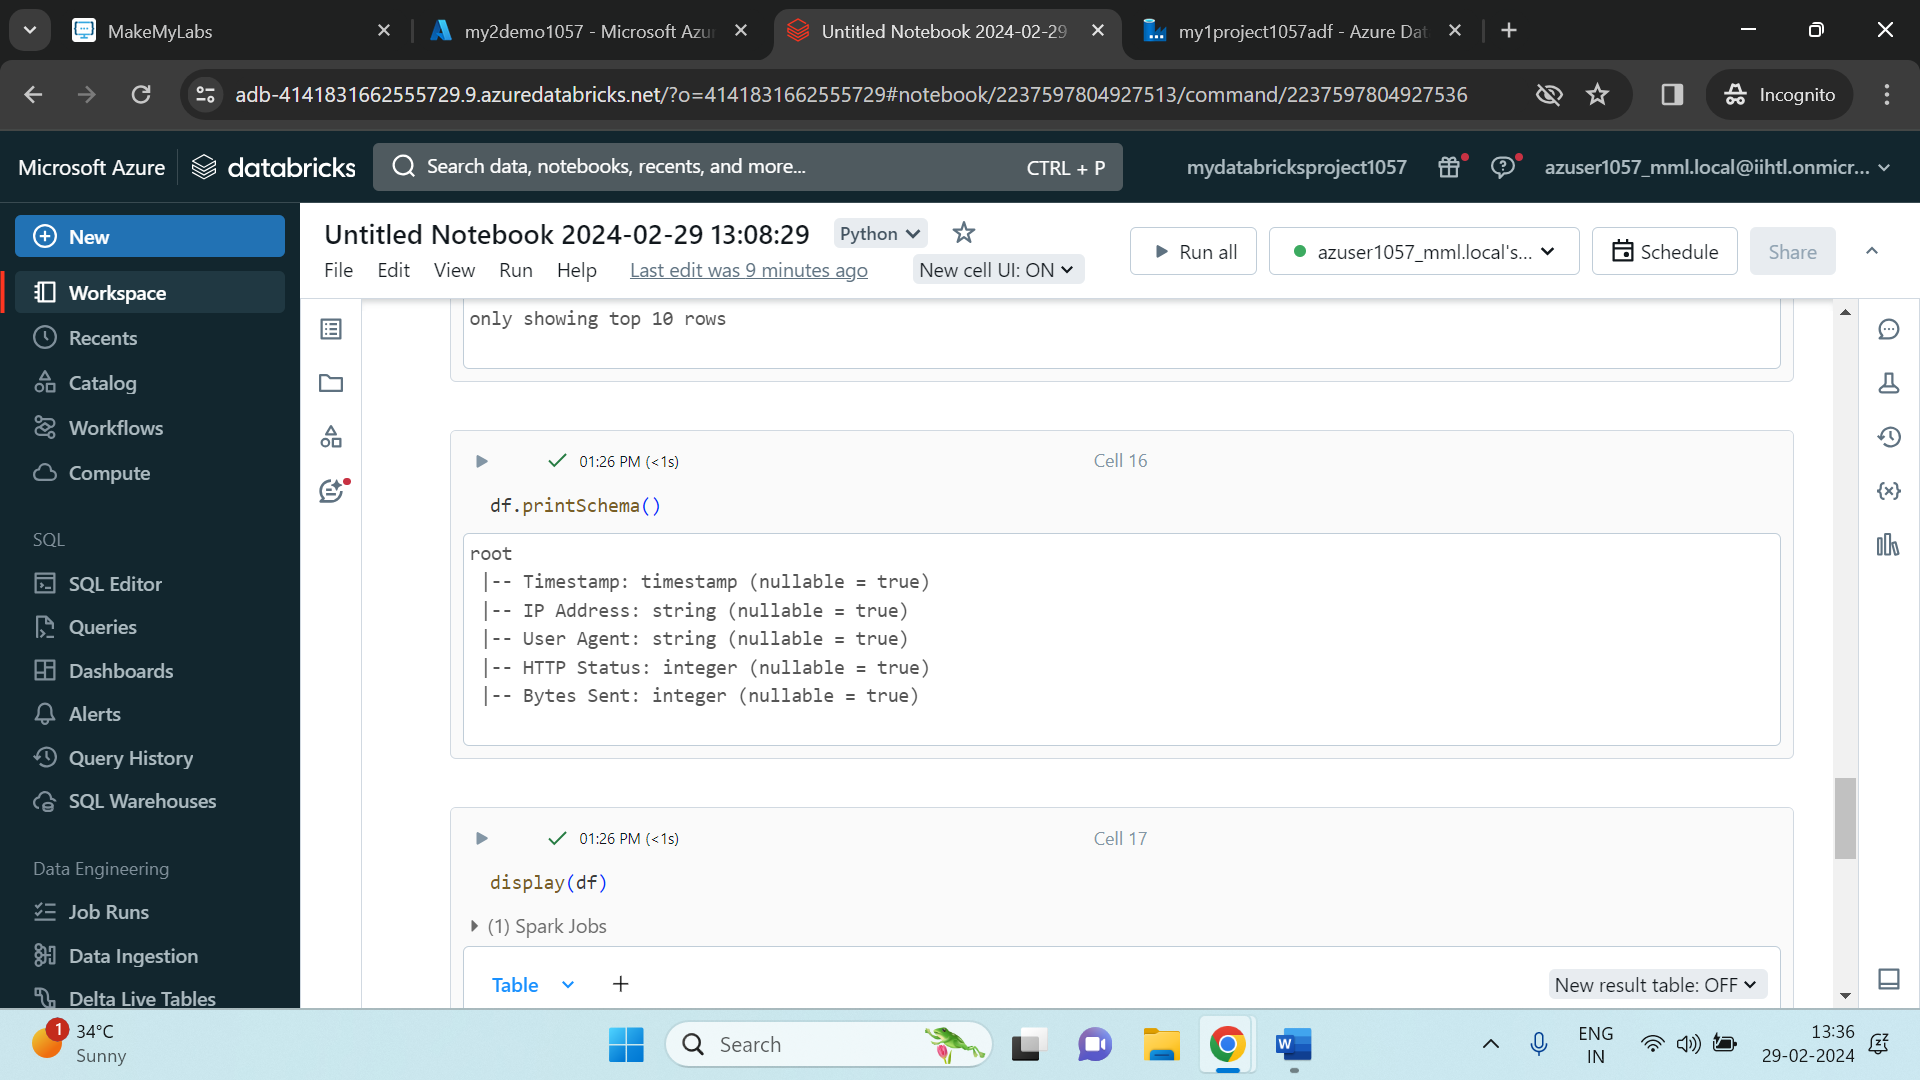 MakeMyLabs
my2demo1057 - Microsoft Azur
Untitled Notebook 2024-02-29
my1project1057adf - Azure Dat
adb-4141831662555729.9.azuredatabricks.net/?o=4141831662555729#notebook/2237597804927513/command/2237597804927536
Incognito
Microsoft Azure
databricks
Search data, notebooks, recents, and more...
CTRL + P
mydatabricksproject1057
azuser1057_mml.local@iihtl.onmicr...
New
Workspace
Recents
Catalog
Workflows
Compute
SQL
SQL Editor
Queries
Dashboards
Alerts
Query History
SQL Warehouses
Data Engineering
Job Runs
Data Ingestion
Delta Live Tables
Untitled Notebook 2024-02-29 13:08:29
Python
File Edit View Run Help Last edit was 9 minutes ago
New cell UI: ON
Run all
azuser1057_mml.local's...
Schedule
Share
only showing top 10 rows
01:26 PM (<1s)
Cell 16
df.printSchema()
root
|-- Timestamp: timestamp (nullable = true)
|-- IP Address: string (nullable = true)
|-- User Agent: string (nullable = true)
|-- HTTP Status: integer (nullable = true)
|-- Bytes Sent: integer (nullable = true)
01:26 PM (<1s)
Cell 17
display(df)
(1) Spark Jobs
Table
New result table: OFF
1
34°C
Sunny
Search
W
ENG
IN
13:36
29-02-2024